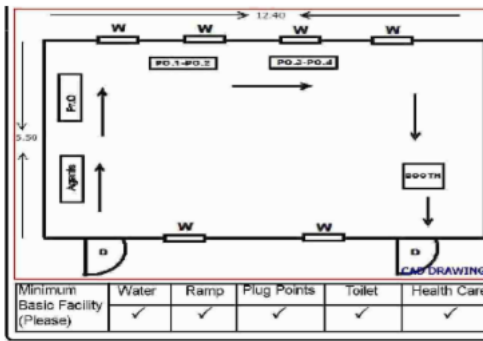 12.40
W W W W
PO.1-PO.2 PO.3-PO.4
Pr.O
5.50
Agents
BOOTH
W W
D D
CAD DRAWING
Minimum Basic Facility (Please) Water Ramp Plug Points Toilet Health Care
✓ ✓ ✓ ✓ ✓